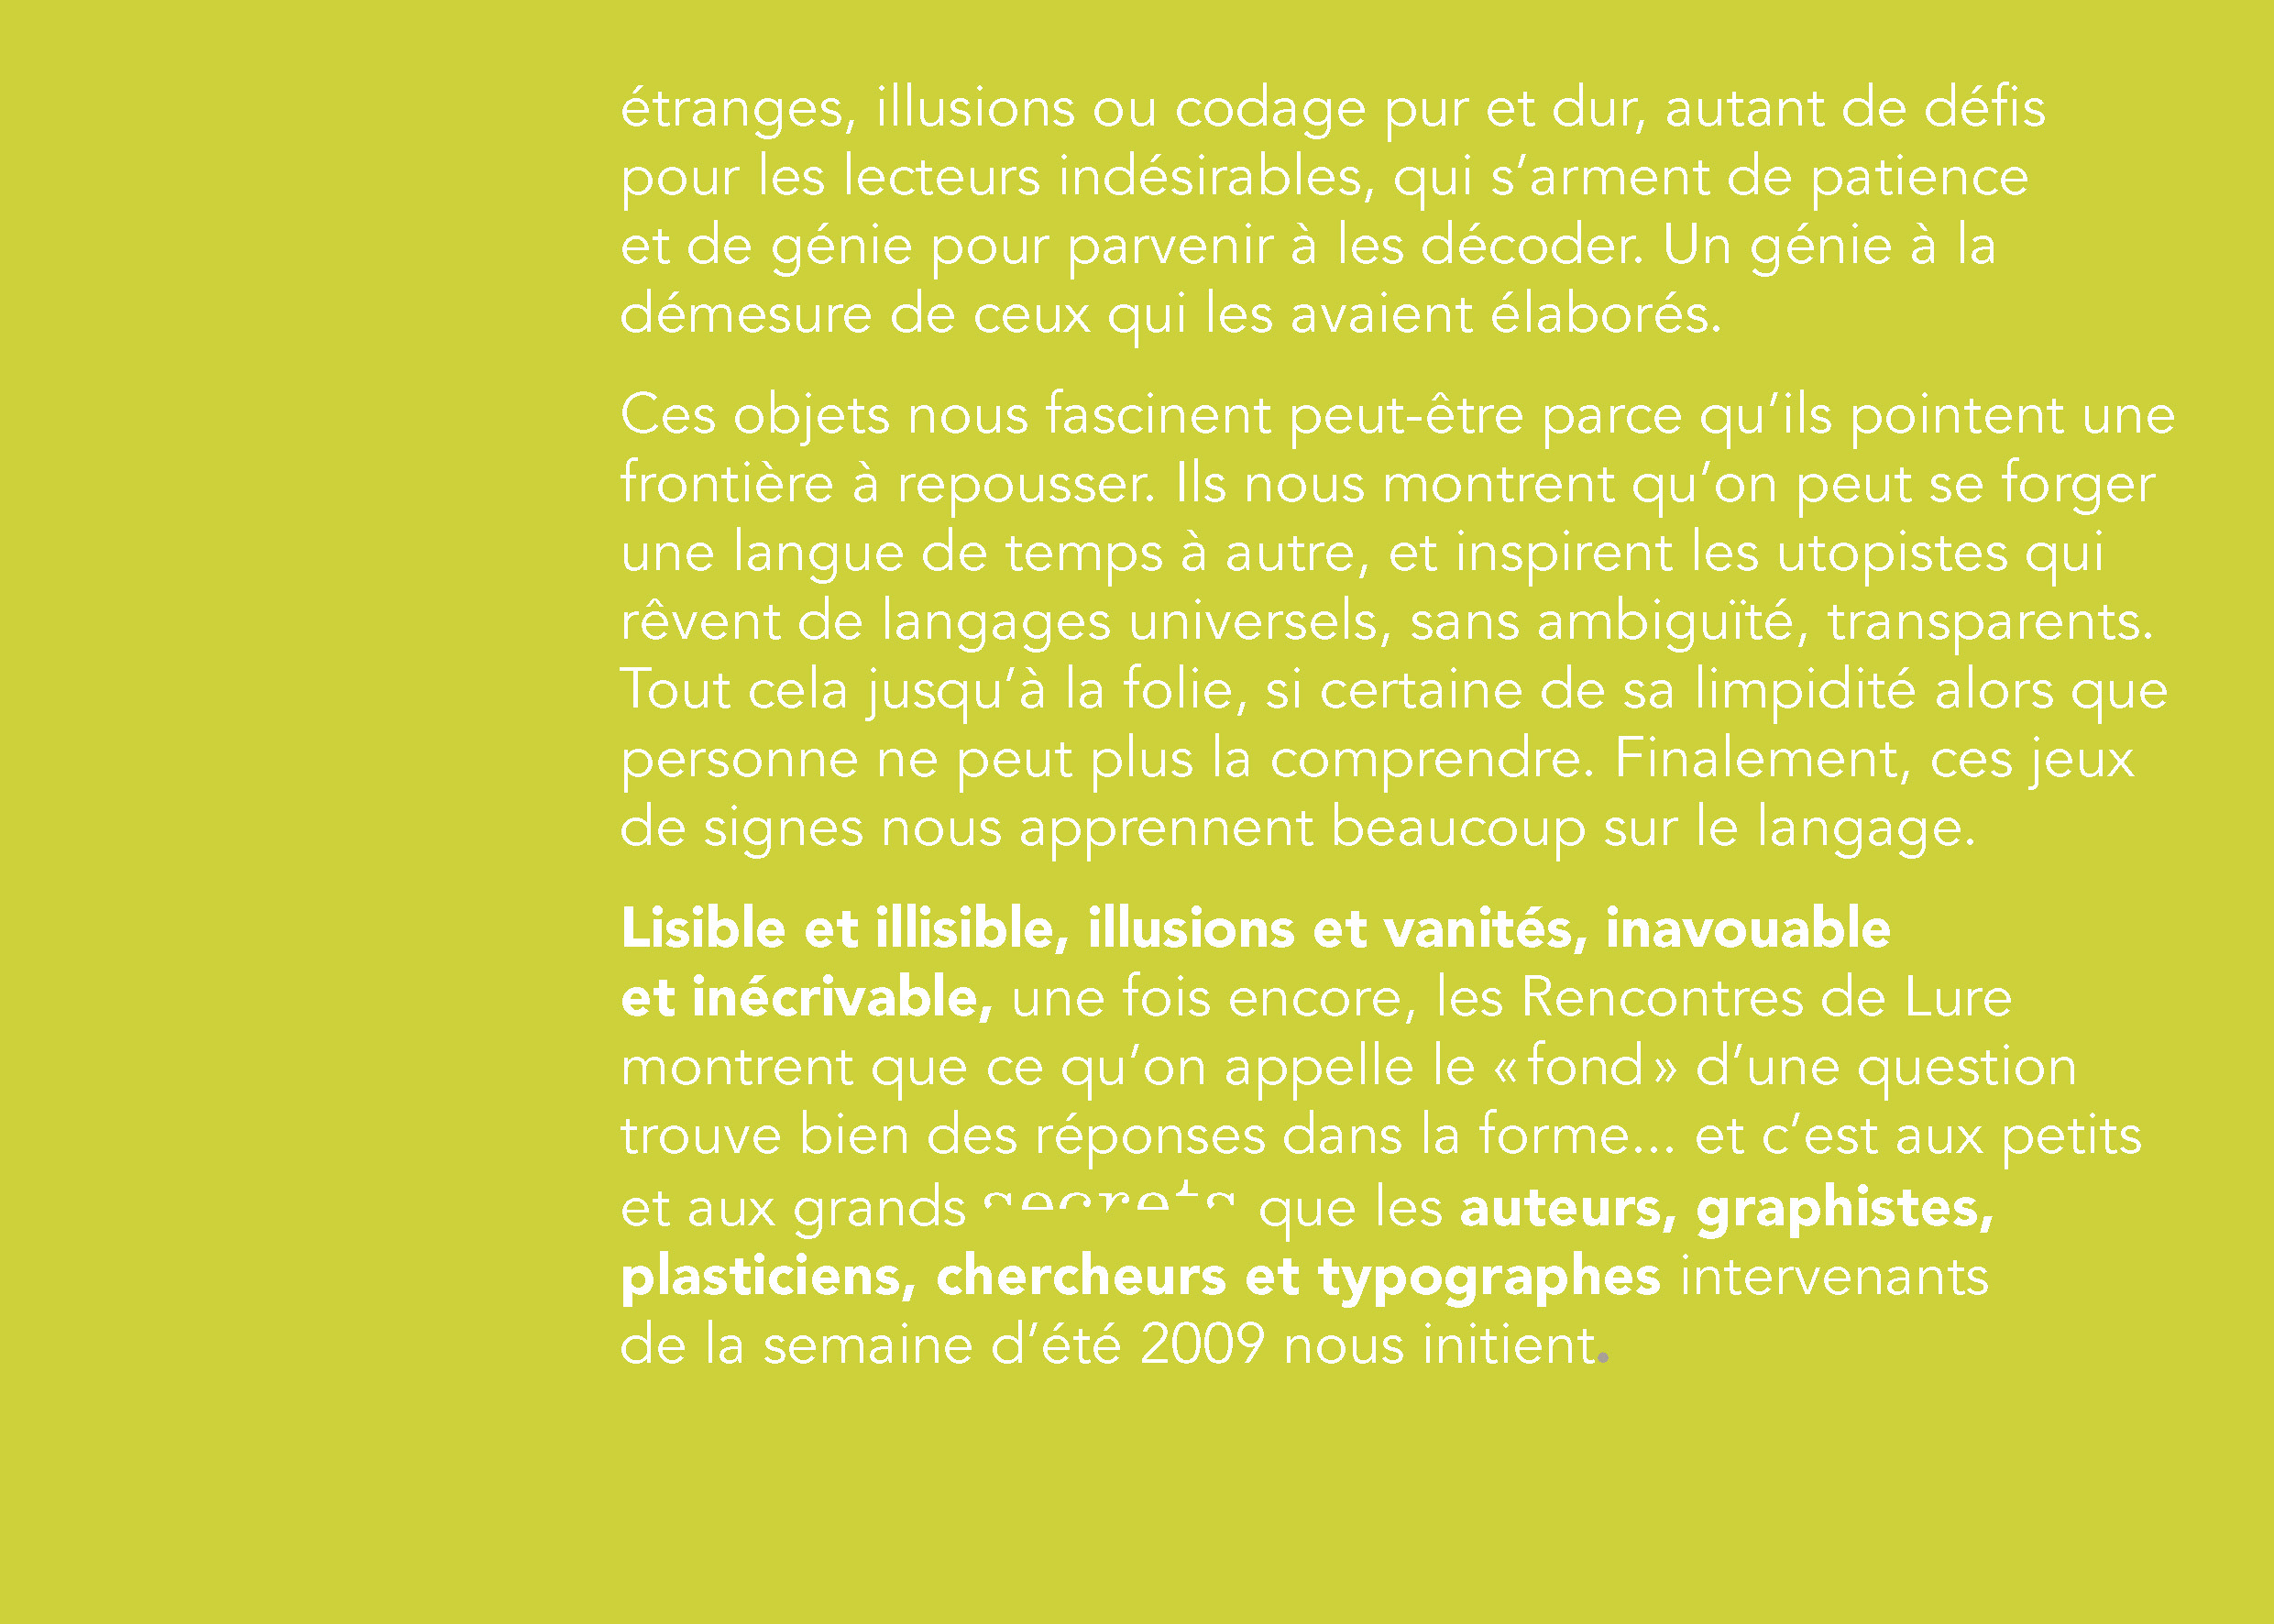 étranges, illusions ou codage pur et dur, autant de défis
pour les lecteurs indésirables, qui s’arment de patience
et de génie pour parvenir à les décoder. Un génie à la
démesure de ceux qui les avaient élaborés.
Ces objets nous fascinent peut-être parce qu’ils pointent une
frontière à repousser. Ils nous montrent qu’on peut se forger
une langue de temps à autre, et inspirent les utopistes qui
rêvent de langages universels, sans ambiguïté, transparents.
Tout cela jusqu’à la folie, si certaine de sa limpidité alors que
personne ne peut plus la comprendre. Finalement, ces jeux
de signes nous apprennent beaucoup sur le langage.
Lisible et illisible, illusions et vanités, inavouable
et inécrivable, une fois encore, les Rencontres de Lure
montrent que ce qu’on appelle le « fond » d’une question
trouve bien des réponses dans la forme... et c’est aux petits
et aux grands secrets que les auteurs, graphistes,
plasticiens, chercheurs et typographes intervenants
de la semaine d’été 2009 nous initient.